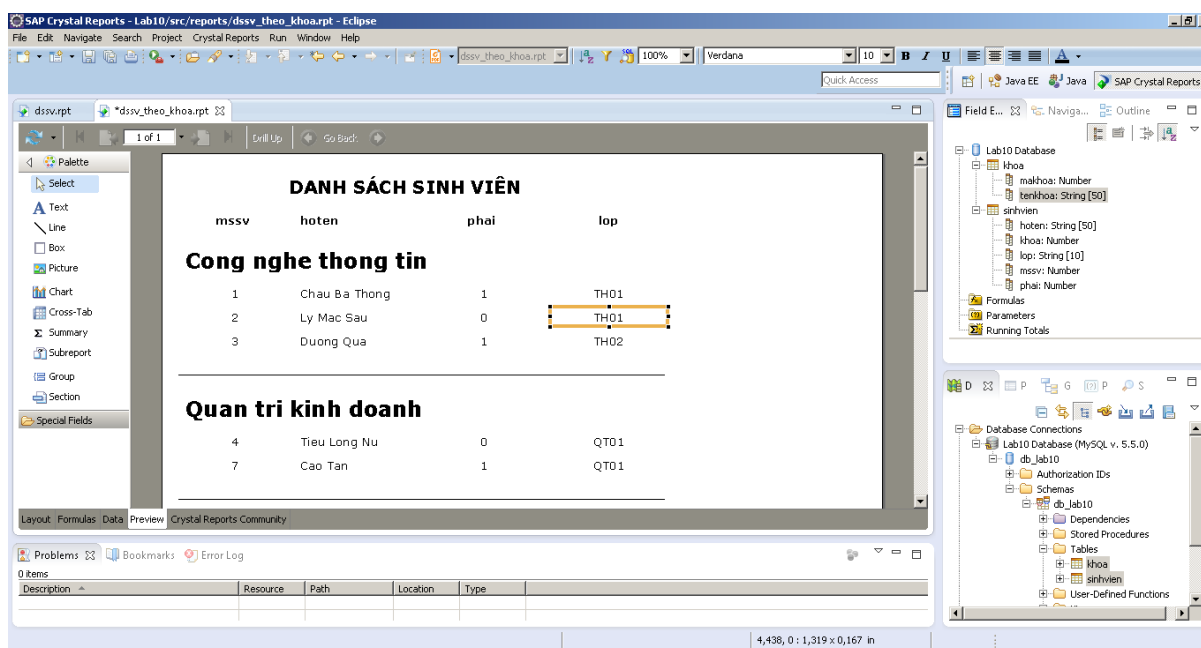 SAP Crystal Reports - Lab10/src/reports/dssv_theo_khoa.rpt - Eclipse
File Edit Navigate Search Project Crystal Reports Run Window Help
dssv_theo_khoa.rpt 100% Verdana 10 B I U A
Quick Access Java EE Java SAP Crystal Reports
dssv.rpt *dssv_theo_khoa.rpt
1 of 1 Drill Up Go Back
Palette
Select
Text
Line
Box
Picture
Chart
Cross-Tab
Summary
Subreport
Group
Section
Special Fields
DANH SÁCH SINH VIÊN
mssv hoten phai lop
Cong nghe thong tin
1 Chau Ba Thong 1 TH01
2 Ly Mac Sau 0 TH01
3 Duong Qua 1 TH02
Quan tri kinh doanh
4 Tieu Long Nu 0 QT01
7 Cao Tan 1 QT01
Layout Formulas Data Preview Crystal Reports Community
Field E... Naviga... Outline
Lab10 Database
khoa
makhoa: Number
tenkhoa: String [50]
sinhvien
hoten: String [50]
khoa: Number
lop: String [10]
mssv: Number
phai: Number
Formulas
Parameters
Running Totals
D P G P S
Database Connections
Lab10 Database (MySQL v. 5.5.0)
db_lab10
Authorization IDs
Schemas
db_lab10
Dependencies
Stored Procedures
Tables
khoa
sinhvien
User-Defined Functions
Problems Bookmarks Error Log
0 items
Description Resource Path Location Type
4,438, 0 : 1,319 x 0,167 in